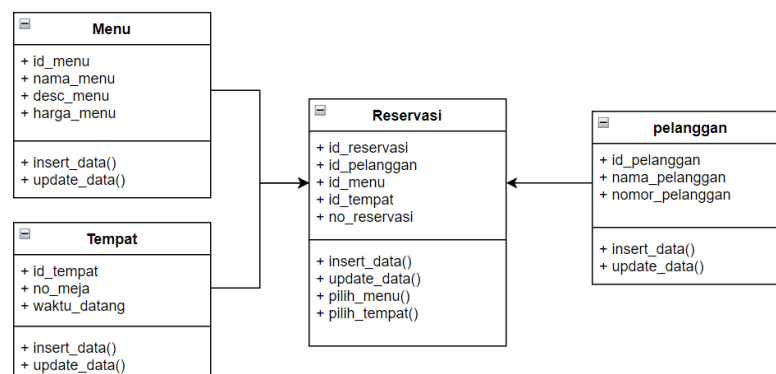 Menu
+ id_menu
+ nama_menu
+ desc_menu
+ harga_menu
+ insert_data()
+ update_data()
Tempat
+ id_tempat
+ no_meja
+ waktu_datang
+ insert_data()
+ update_data()
Reservasi
+ id_reservasi
+ id_pelanggan
+ id_menu
+ id_tempat
+ no_reservasi
+ insert_data()
+ update_data()
+ pilih_menu()
+ pilih_tempat()
pelanggan
+ id_pelanggan
+ nama_pelanggan
+ nomor_pelanggan
+ insert_data()
+ update_data()